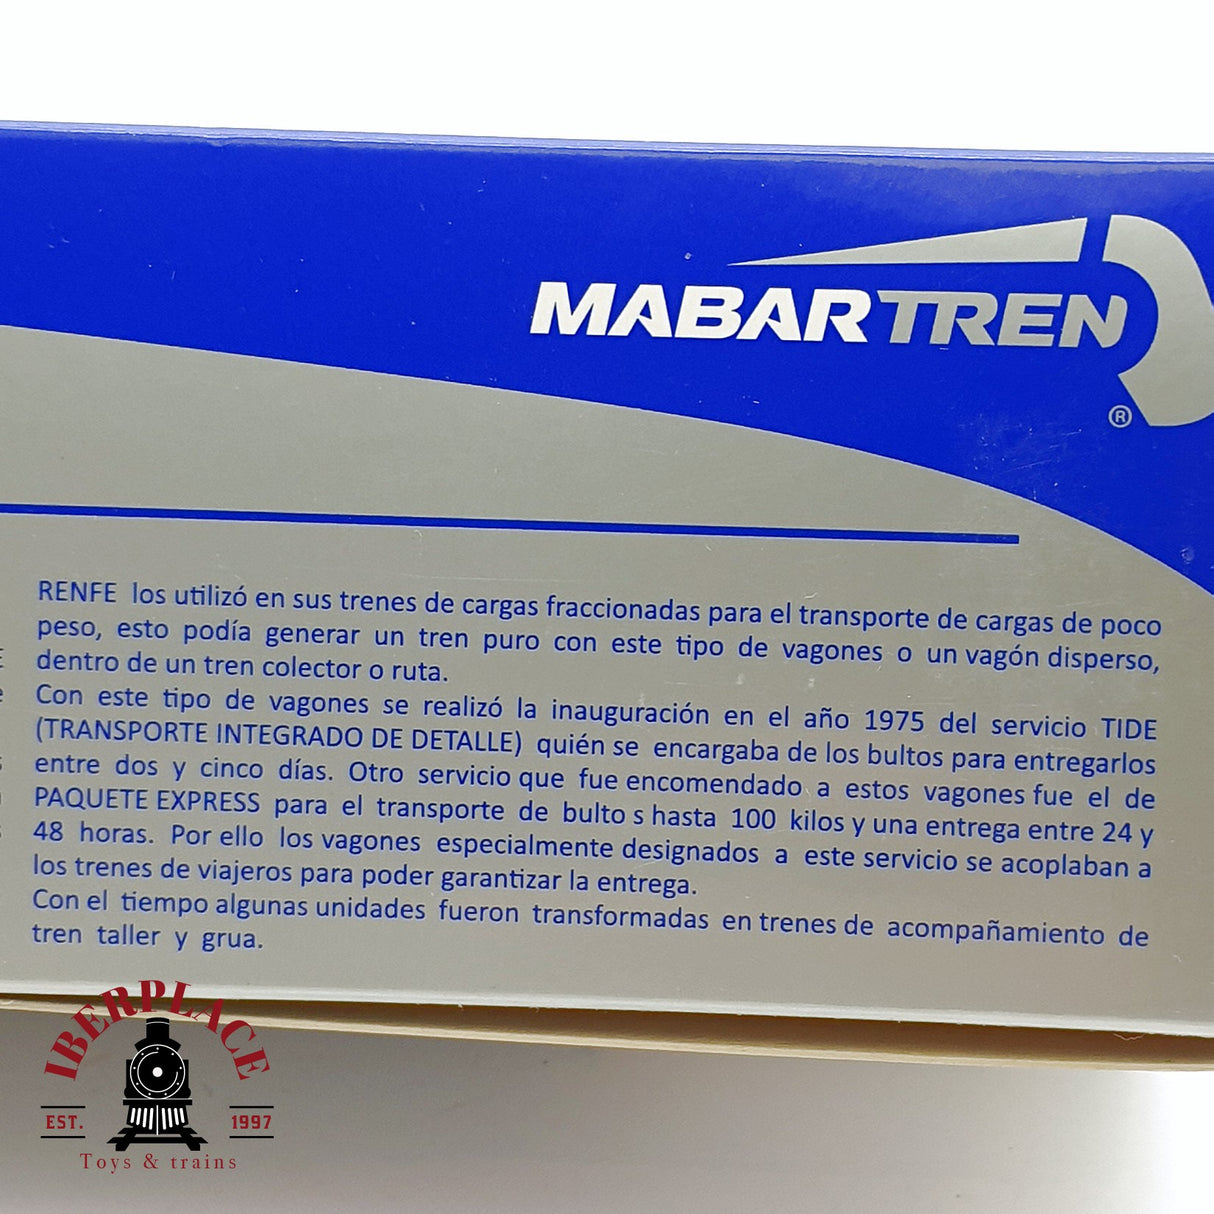 MABARTREN
®
RENFE los utilizó en sus trenes de cargas fraccionadas para el transporte de cargas de poco
peso, esto podía generar un tren puro con este tipo de vagones o un vagón disperso,
dentro de un tren colector o ruta.
Con este tipo de vagones se realizó la inauguración en el año 1975 del servicio TIDE
(TRANSPORTE INTEGRADO DE DETALLE) quién se encargaba de los bultos para entregarlos
entre dos y cinco días. Otro servicio que fue encomendado a estos vagones fue el de
PAQUETE EXPRESS para el transporte de bulto s hasta 100 kilos y una entrega entre 24 y
48 horas. Por ello los vagones especialmente designados a este servicio se acoplaban a
los trenes de viajeros para poder garantizar la entrega.
Con el tiempo algunas unidades fueron transformadas en trenes de acompañamiento de
tren taller y grua.
IBERPLACE
EST. 1997
Toys & trains